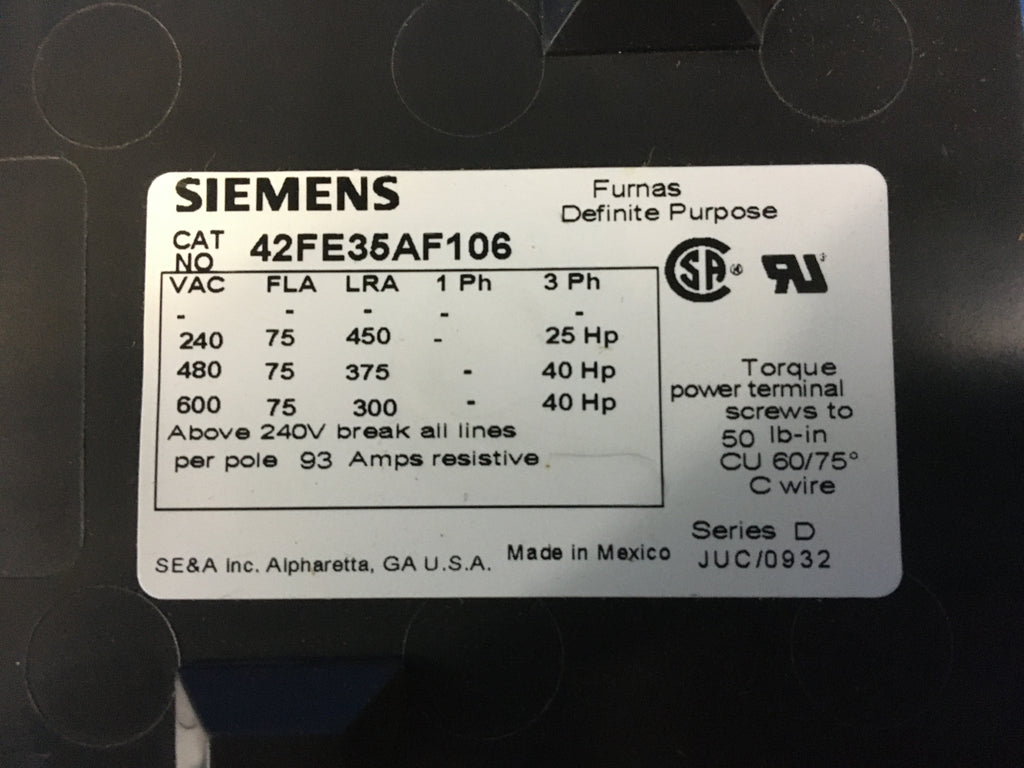 SIEMENS
Furnas
Definite Purpose
CAT
NO 42FE35AF106
VAC FLA LRA 1 Ph 3 Ph
- - - - -
240 75 450 - 25 Hp
480 75 375 - 40 Hp
600 75 300 - 40 Hp
Above 240V break all lines
per pole 93 Amps resistive
SA ®
RU
Torque
power terminal
screws to
50 lb-in
CU 60/75°
C wire
Series D
JUC/0932
SE&A Inc. Alpharetta, GA U.S.A. Made in Mexico